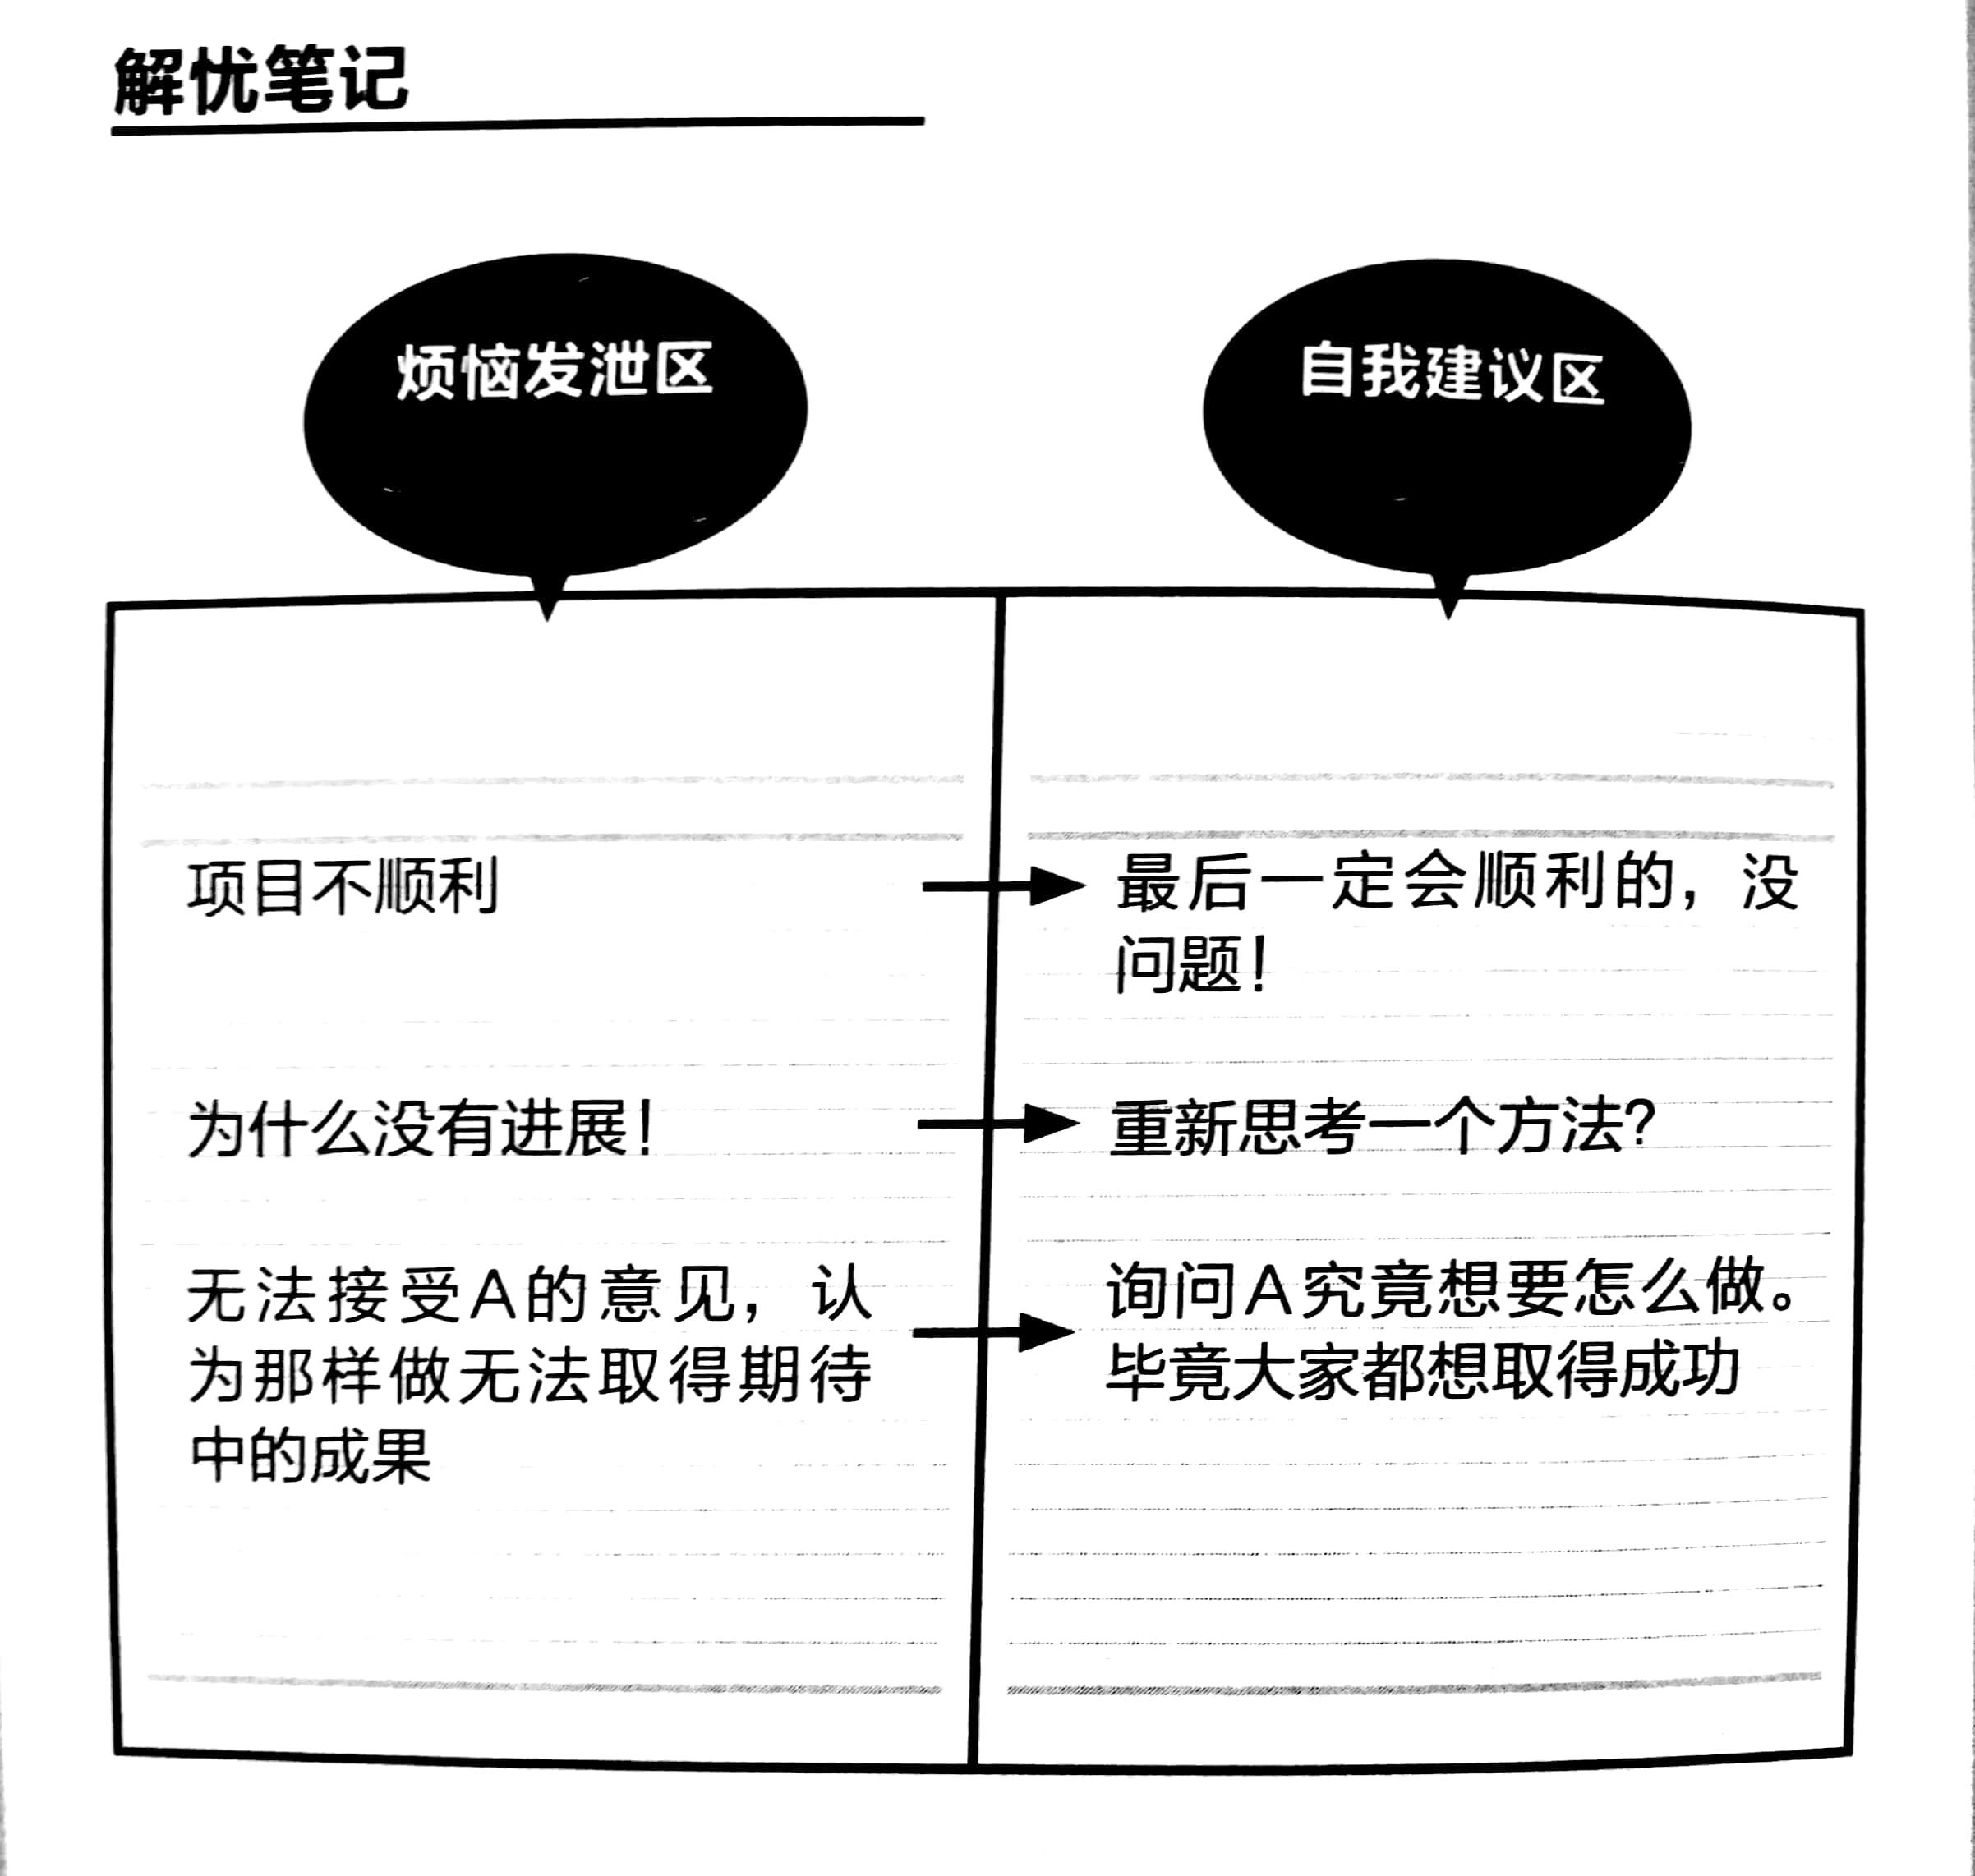 解忧笔记
烦恼发泄区
自我建议区
项目不顺利
最后一定会顺利的，没
问题！
为什么没有进展！
重新思考一个方法？
无法接受A的意见，认
为那样做无法取得期待
中的成果
询问A究竟想要怎么做。
毕竟大家都想取得成功